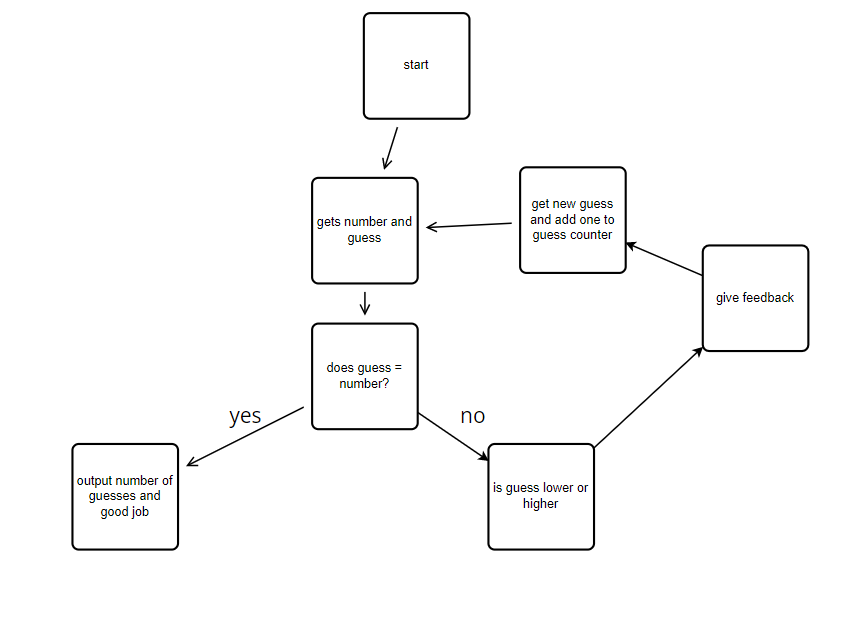 start
gets number and
guess
get new guess
and add one to
guess counter
give feedback
does guess =
number?
yes
no
output number of
guesses and
good job
is guess lower or
higher